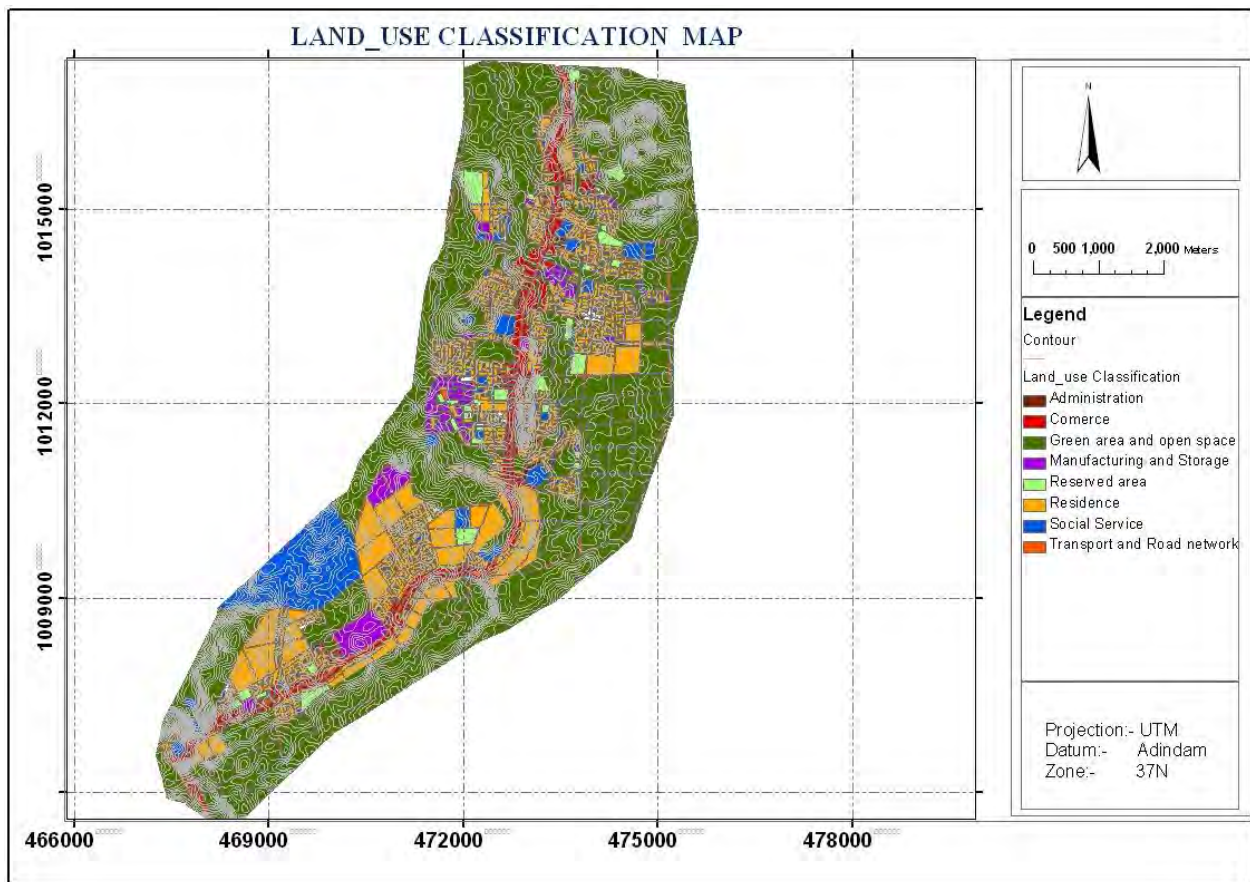 LAND_USE CLASSIFICATION MAP
N
0 500 1,000 2,000 Meters
Legend
Contour
Land_use Classification
Administration
Comerce
Green area and open space
Manufacturing and Storage
Reserved area
Residence
Social Service
Transport and Road network
Projection:- UTM
Datum:- Adindam
Zone:- 37N
1015000
1012000
1009000
466000
469000
472000
475000
478000